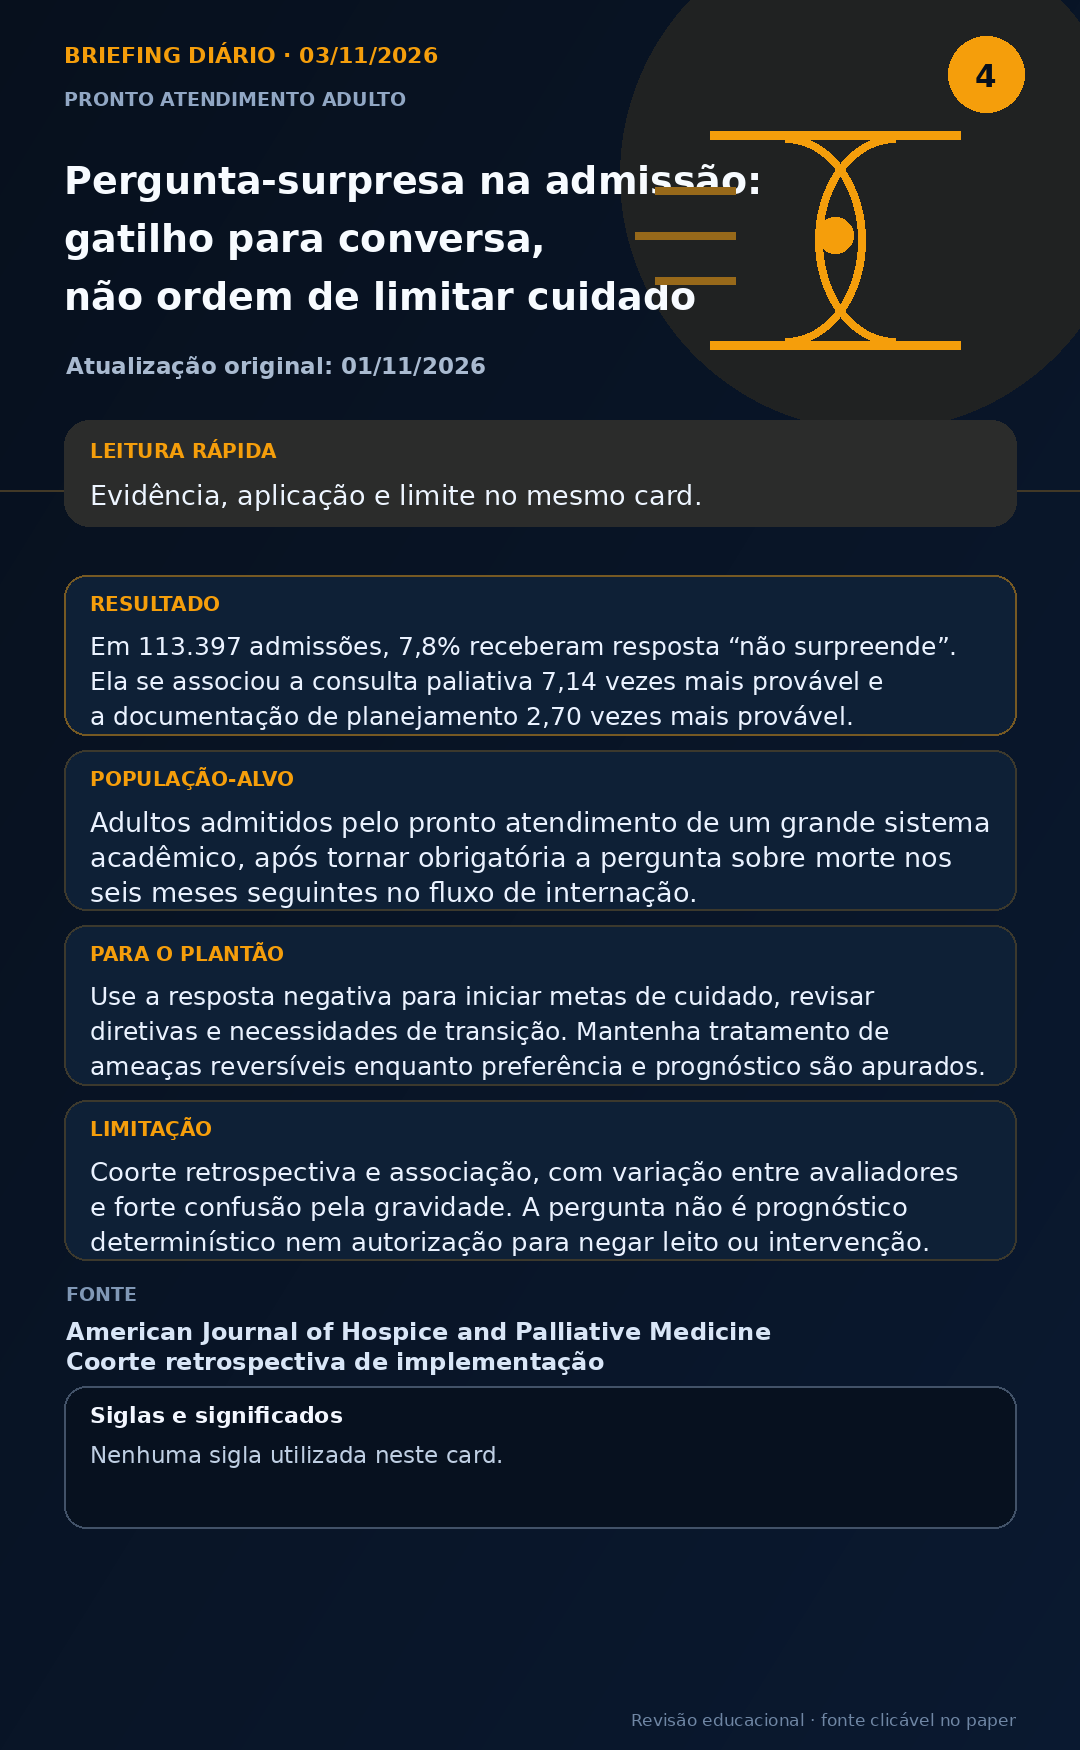 BRIEFING DIÁRIO · 03/11/2026
4
PRONTO ATENDIMENTO ADULTO
Pergunta-surpresa na admissão:
gatilho para conversa,
não ordem de limitar cuidado
Atualização original: 01/11/2026
LEITURA RÁPIDA
Evidência, aplicação e limite no mesmo card.
RESULTADO
Em 113.397 admissões, 7,8% receberam resposta “não surpreende”.
Ela se associou a consulta paliativa 7,14 vezes mais provável e
a documentação de planejamento 2,70 vezes mais provável.
POPULAÇÃO-ALVO
Adultos admitidos pelo pronto atendimento de um grande sistema
acadêmico, após tornar obrigatória a pergunta sobre morte nos
seis meses seguintes no fluxo de internação.
PARA O PLANTÃO
Use a resposta negativa para iniciar metas de cuidado, revisar
diretivas e necessidades de transição. Mantenha tratamento de
ameaças reversíveis enquanto preferência e prognóstico são apurados.
LIMITAÇÃO
Coorte retrospectiva e associação, com variação entre avaliadores
e forte confusão pela gravidade. A pergunta não é prognóstico
determinístico nem autorização para negar leito ou intervenção.
FONTE
American Journal of Hospice and Palliative Medicine
Coorte retrospectiva de implementação
Siglas e significados
Nenhuma sigla utilizada neste card.
Revisão educacional · fonte clicável no paper